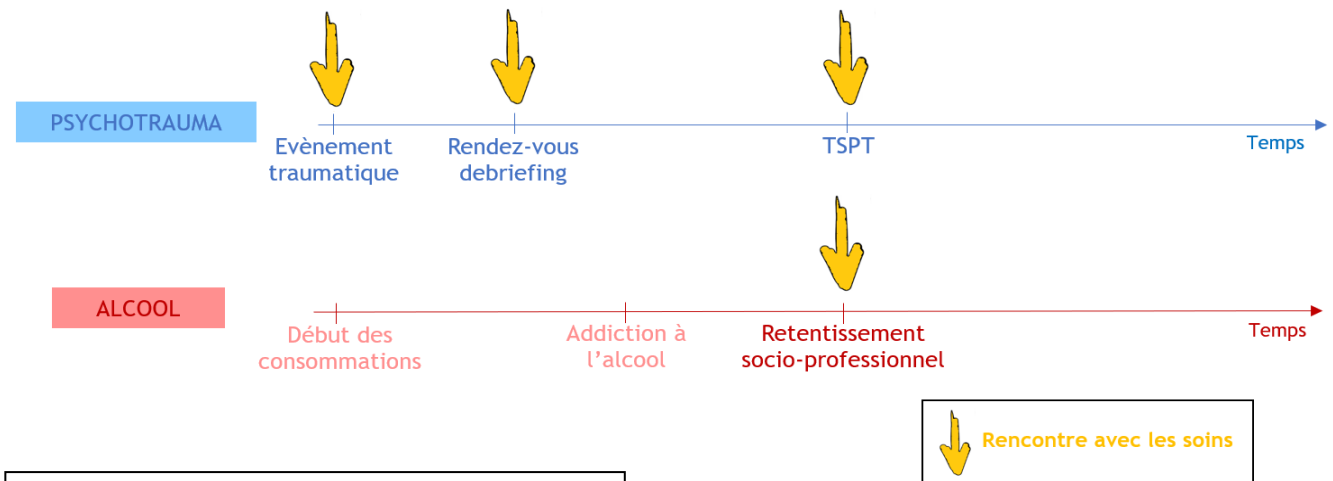 PSYCHOTRAUMA
Evènement
traumatique
Rendez-vous
debriefing
TSPT
Temps
ALCOOL
Début des
consommations
Addiction à
l'alcool
Retentissement
socio-professionnel
Temps
Rencontre avec les soins